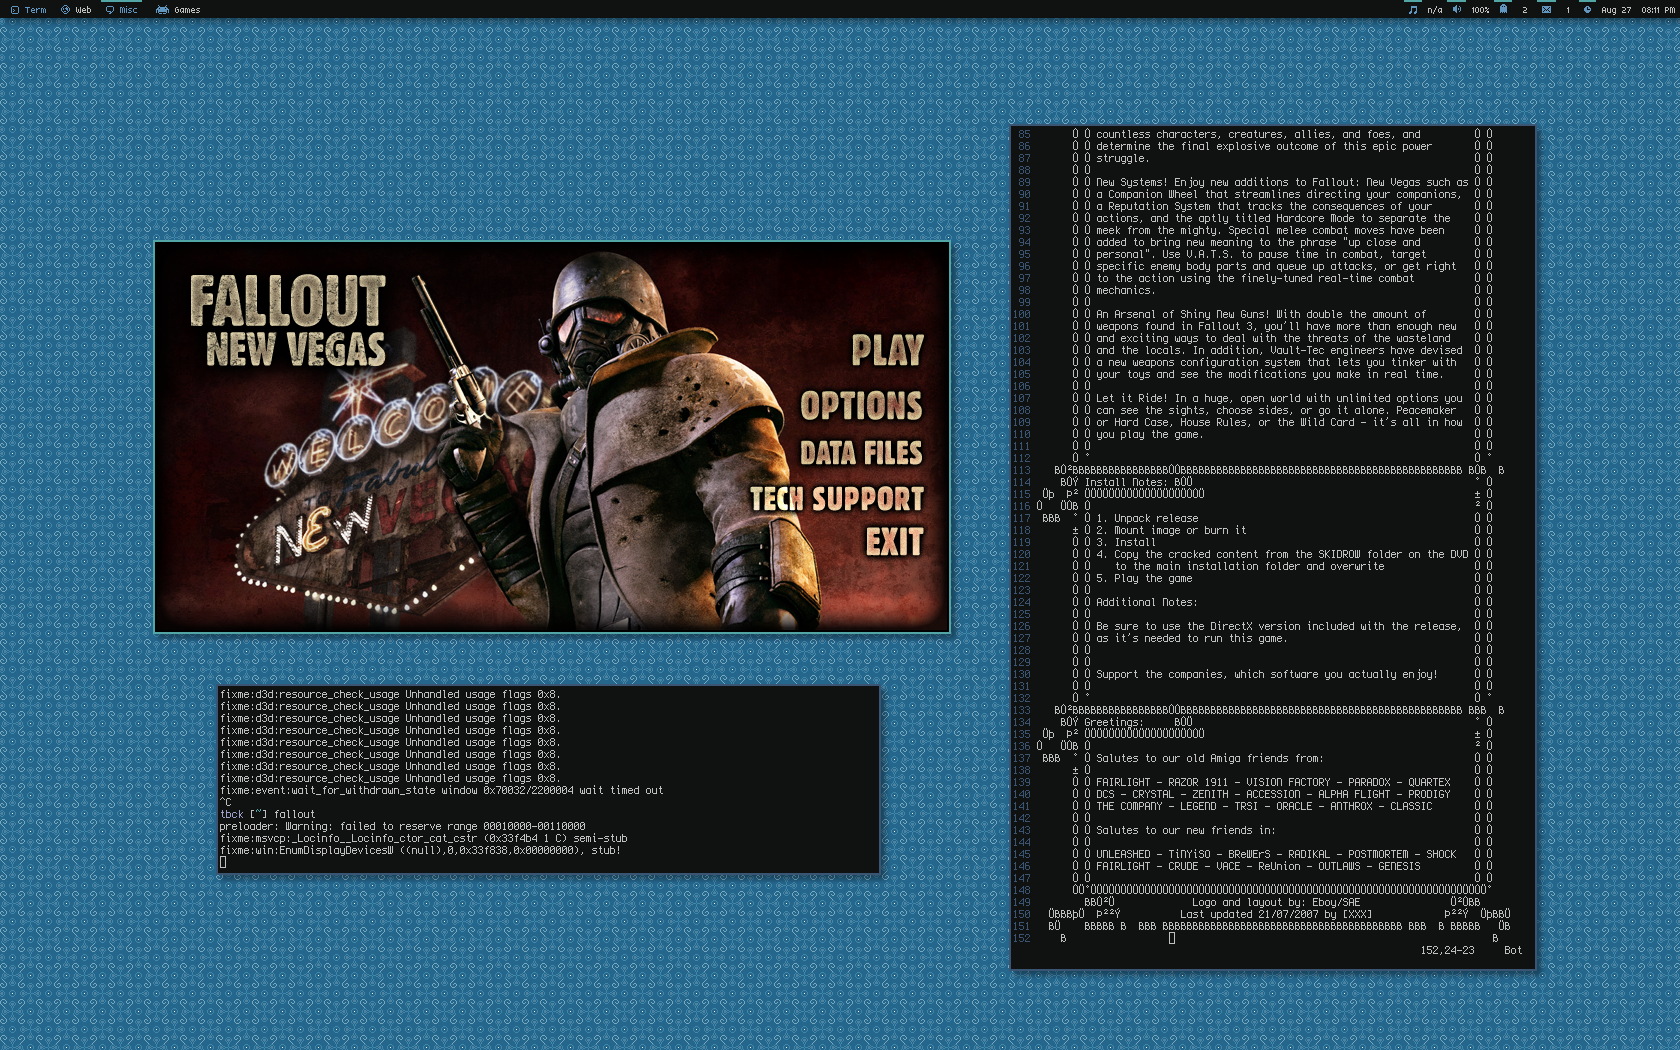 Term Web Misc Games
n/a 100% 2 1 Aug 27 08:11 PM
FALLOUT
NEW VEGAS
WELCOME
to Fabulous
NEW VEGAS
PLAY
OPTIONS
DATA FILES
TECH SUPPORT
EXIT
fixme:d3d:resource_check_usage Unhandled usage flags 0x8.
fixme:d3d:resource_check_usage Unhandled usage flags 0x8.
fixme:d3d:resource_check_usage Unhandled usage flags 0x8.
fixme:d3d:resource_check_usage Unhandled usage flags 0x8.
fixme:d3d:resource_check_usage Unhandled usage flags 0x8.
fixme:d3d:resource_check_usage Unhandled usage flags 0x8.
fixme:d3d:resource_check_usage Unhandled usage flags 0x8.
fixme:d3d:resource_check_usage Unhandled usage flags 0x8.
fixme:event:wait_for_withdrawn_state window 0x70032/2200004 wait timed out
^C
tbck [~] fallout
preloader: Warning: failed to reserve range 00010000-00110000
fixme:msvcp:_Locinfo__Locinfo_ctor_cat_cstr (0x33f4b4 1 C) semi-stub
fixme:win:EnumDisplayDevicesW ((null),0,0x33f838,0x00000000), stub!
85 Û Û countless characters, creatures, allies, and foes, and Û Û
86 Û Û determine the final explosive outcome of this epic power Û Û
87 Û Û struggle. Û Û
88 Û Û Û Û
89 Û Û New Systems! Enjoy new additions to Fallout: New Vegas such as Û Û
90 Û Û a Companion Wheel that streamlines directing your companions, Û Û
91 Û Û a Reputation System that tracks the consequences of your Û Û
92 Û Û actions, and the aptly titled Hardcore Mode to separate the Û Û
93 Û Û meek from the mighty. Special melee combat moves have been Û Û
94 Û Û added to bring new meaning to the phrase "up close and Û Û
95 Û Û personal". Use V.A.T.S. to pause time in combat, target Û Û
96 Û Û specific enemy body parts and queue up attacks, or get right Û Û
97 Û Û to the action using the finely-tuned real-time combat Û Û
98 Û Û mechanics. Û Û
99 Û Û Û Û
100 Û Û An Arsenal of Shiny New Guns! With double the amount of Û Û
101 Û Û weapons found in Fallout 3, you'll have more than enough new Û Û
102 Û Û and exciting ways to deal with the threats of the wasteland Û Û
103 Û Û and the locals. In addition, Vault-Tec engineers have devised Û Û
104 Û Û a new weapons configuration system that lets you tinker with Û Û
105 Û Û your toys and see the modifications you make in real time. Û Û
106 Û Û Û Û
107 Û Û Let it Ride! In a huge, open world with unlimited options you Û Û
108 Û Û can see the sights, choose sides, or go it alone. Peacemaker Û Û
109 Û Û or Hard Case, House Rules, or the Wild Card - it's all in how Û Û
110 Û Û you play the game. Û Û
111 Û Û Û Û
112 Û ° Û °
113
114 Install Notes:
115
116
117 1. Unpack release
118 2. Mount image or burn it
119 3. Install
120 4. Copy the cracked content from the SKIDROW folder on the DVD
121 to the main installation folder and overwrite
122 5. Play the game
123
124 Additional Notes:
125
126 Be sure to use the DirectX version included with the release,
127 as it's needed to run this game.
128
129
130 Support the companies, which software you actually enjoy!
131
132
133
134 Greetings:
135
136
137 Salutes to our old Amiga friends from:
138
139 FAIRLIGHT - RAZOR 1911 - VISION FACTORY - PARADOX - QUARTEX
140 DCS - CRYSTAL - ZENITH - ACCESSION - ALPHA FLIGHT - PRODIGY
141 THE COMPANY - LEGEND - TRSI - ORACLE - ANTHROX - CLASSIC
142
143 Salutes to our new friends in:
144
145 UNLEASHED - TiNYiSO - BReWErS - RADIKAL - POSTMORTEM - SHOCK
146 FAIRLIGHT - CRUDE - VACE - ReUnion - OUTLAWS - GENESIS
147
148
149 Logo and layout by: Eboy/SAE
150 Last updated 21/07/2007 by [XXX]
151
152
152,24-23 Bot